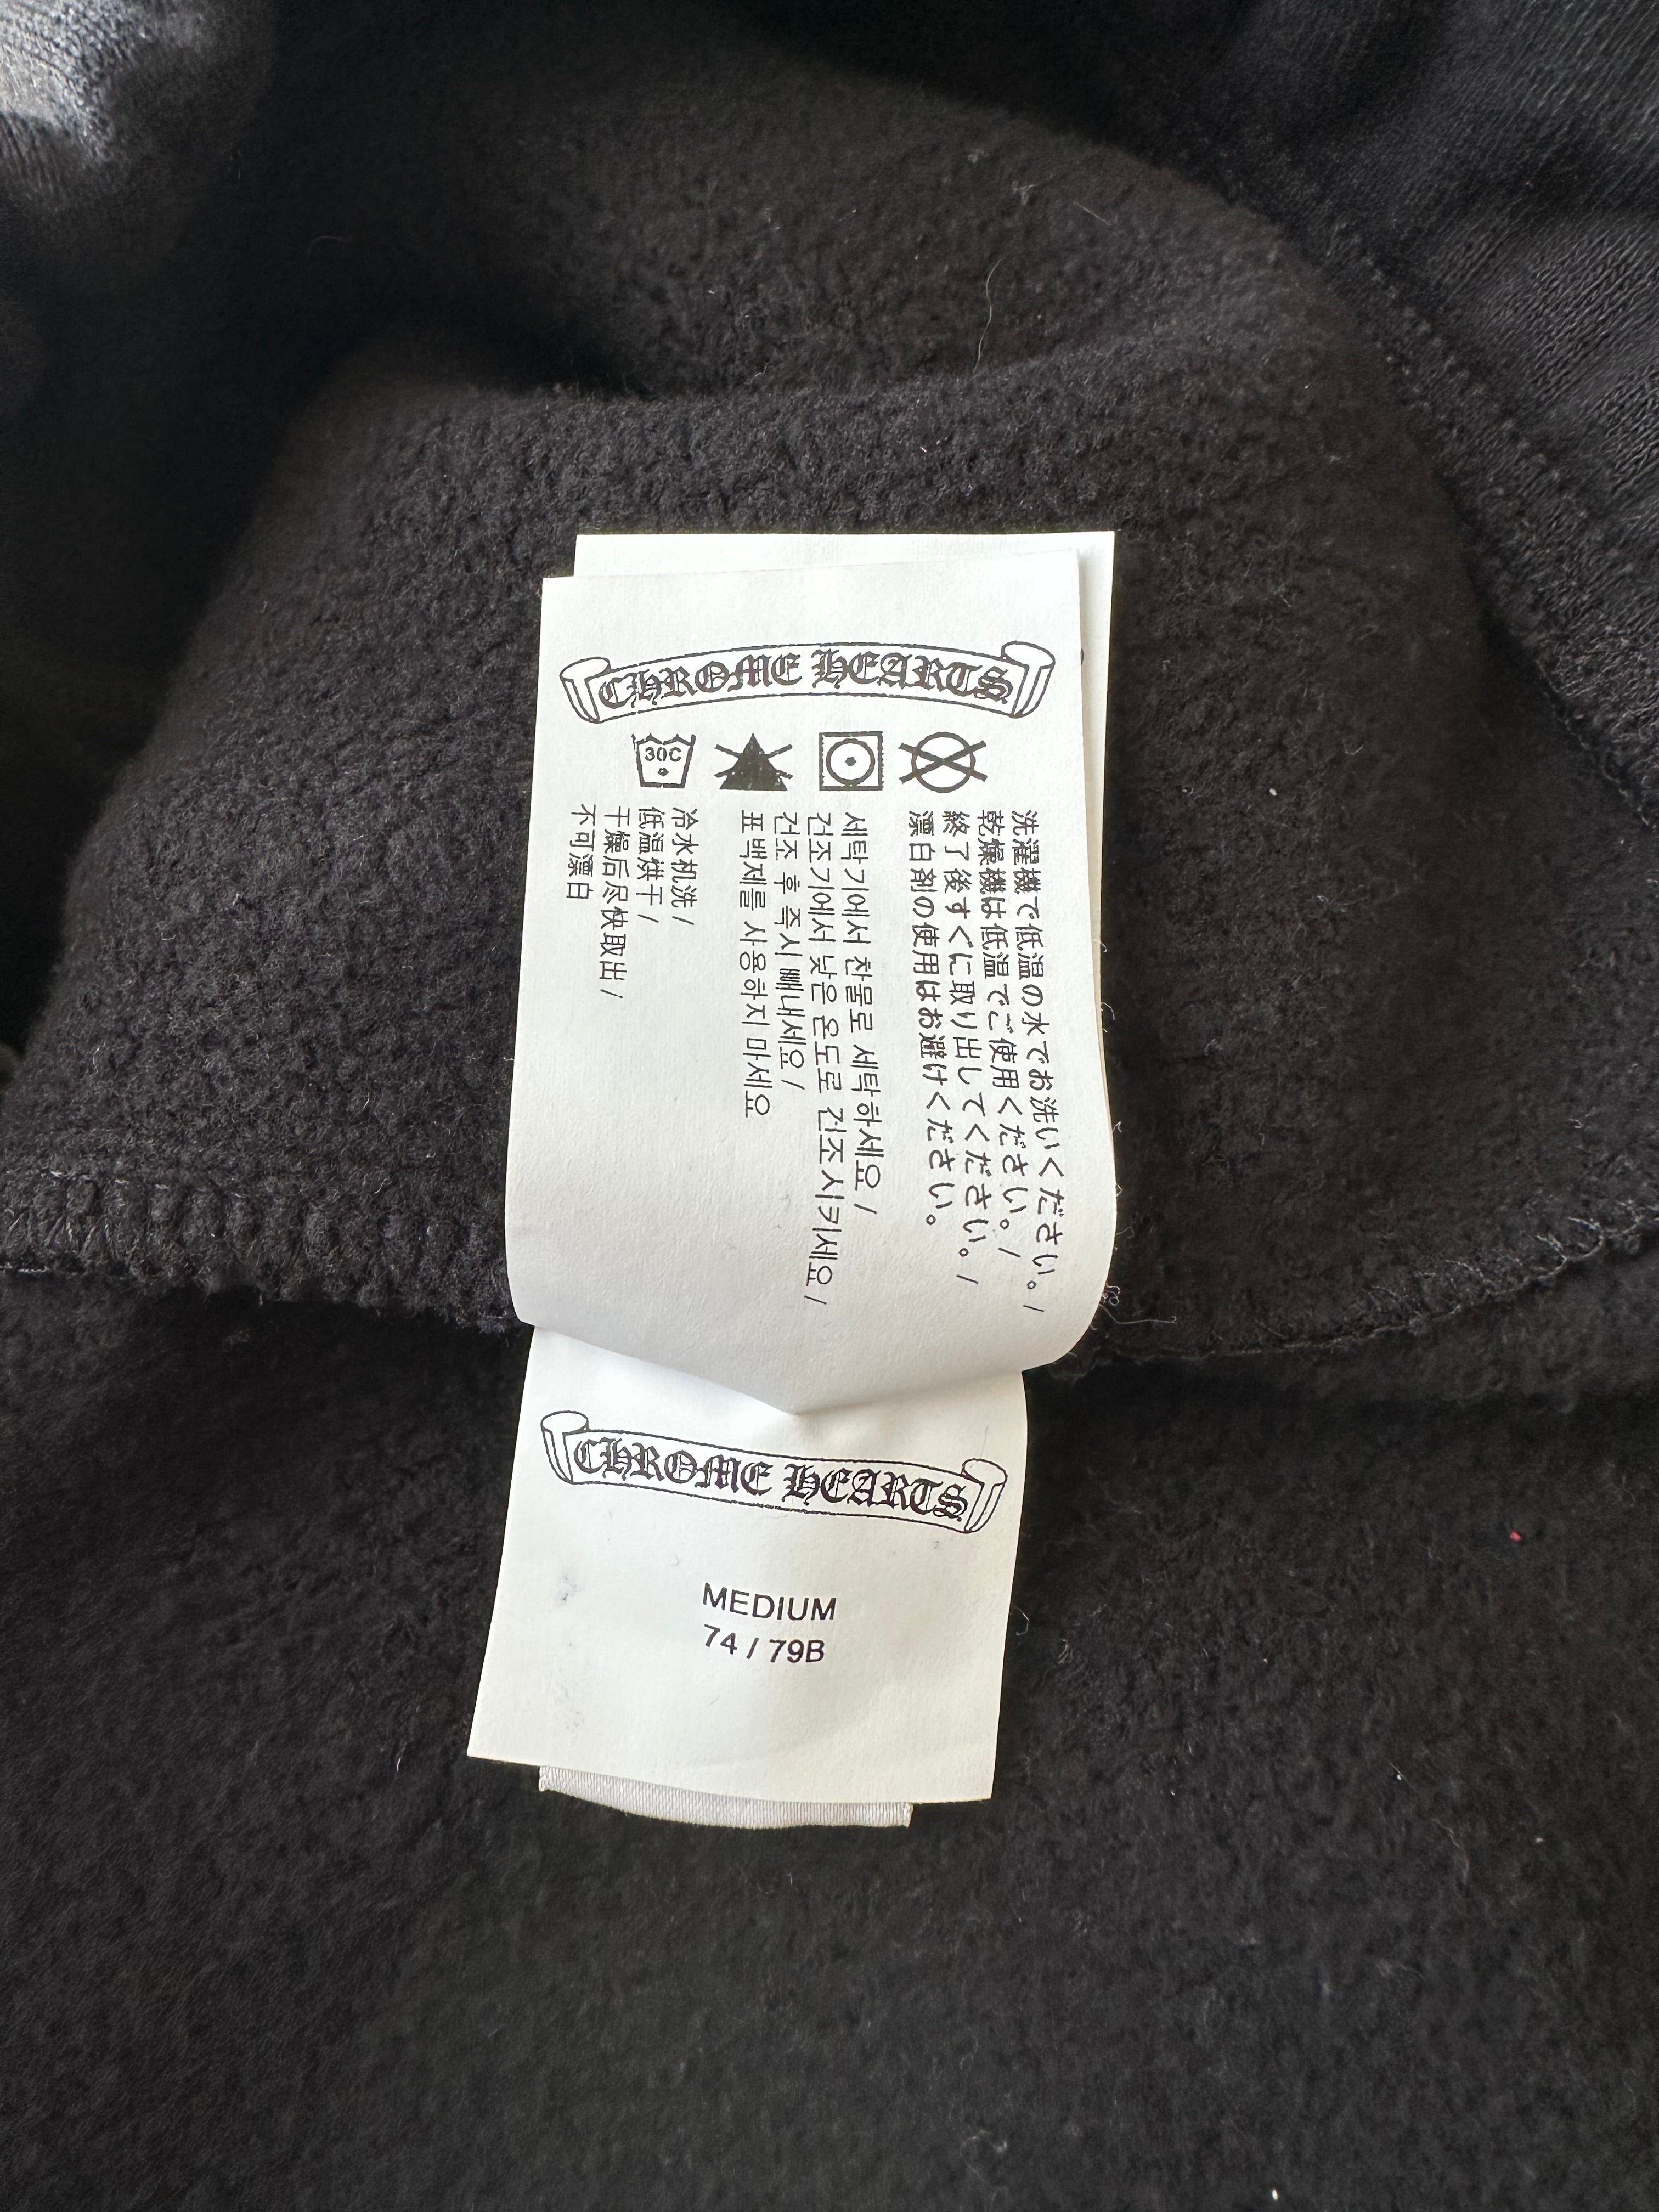 CHROME HEARTS
30C
洗濯機で低温の水でお洗いください。/
乾燥機は低温でご使用ください。/
終了後すぐに取り出してください。/
漂白剤の使用はお避けください。
세탁기에서 찬물로 세탁하세요 /
건조기에서 낮은 온도로 건조시키세요 /
건조 후 즉시 빼내세요 /
표백제를 사용하지 마세요
冷水机洗 /
低温烘干 /
干燥后尽快取出 /
不可漂白
CHROME HEARTS
MEDIUM
74 / 79B